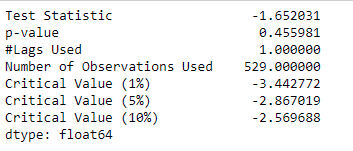 Test Statistic -1.652031
p-value 0.455981
#Lags Used 1.000000
Number of Observations Used 529.000000
Critical Value (1%) -3.442772
Critical Value (5%) -2.867019
Critical Value (10%) -2.569688
dtype: float64